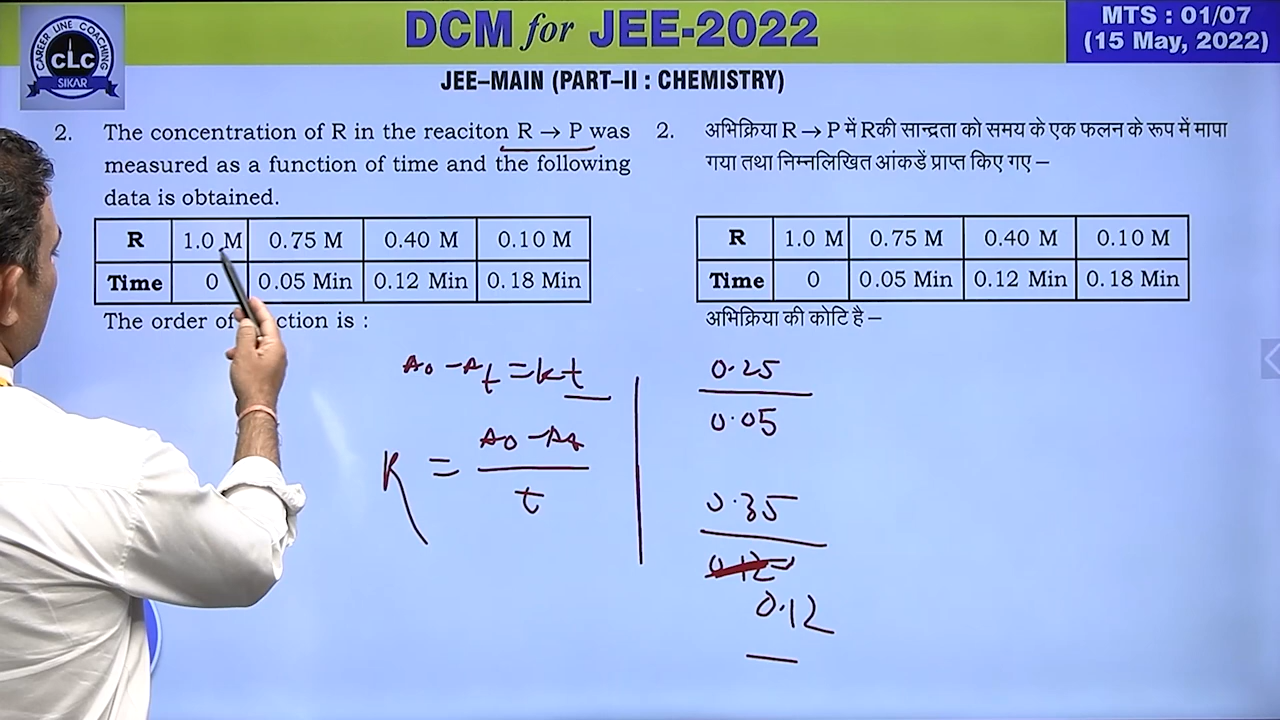 CAREER LINE COACHING
CLC
SIKAR
DCM for JEE-2022
MTS : 01/07
(15 May, 2022)
JEE–MAIN (PART–II : CHEMISTRY)
2. The concentration of R in the reaciton R → P was
measured as a function of time and the following
data is obtained.
R 1.0 M 0.75 M 0.40 M 0.10 M
Time 0 0.05 Min 0.12 Min 0.18 Min
The order of ction is :
2. अभिक्रिया R → P में R की सान्द्रता को समय के एक फलन के रूप में मापा
गया तथा निम्नलिखित आंकडें प्राप्त किए गए –
R 1.0 M 0.75 M 0.40 M 0.10 M
Time 0 0.05 Min 0.12 Min 0.18 Min
अभिक्रिया की कोटि है –
A₀ – Aₜ = kt
K = A₀ – Aₜ
t
0.25
0.05
0.35
0.12